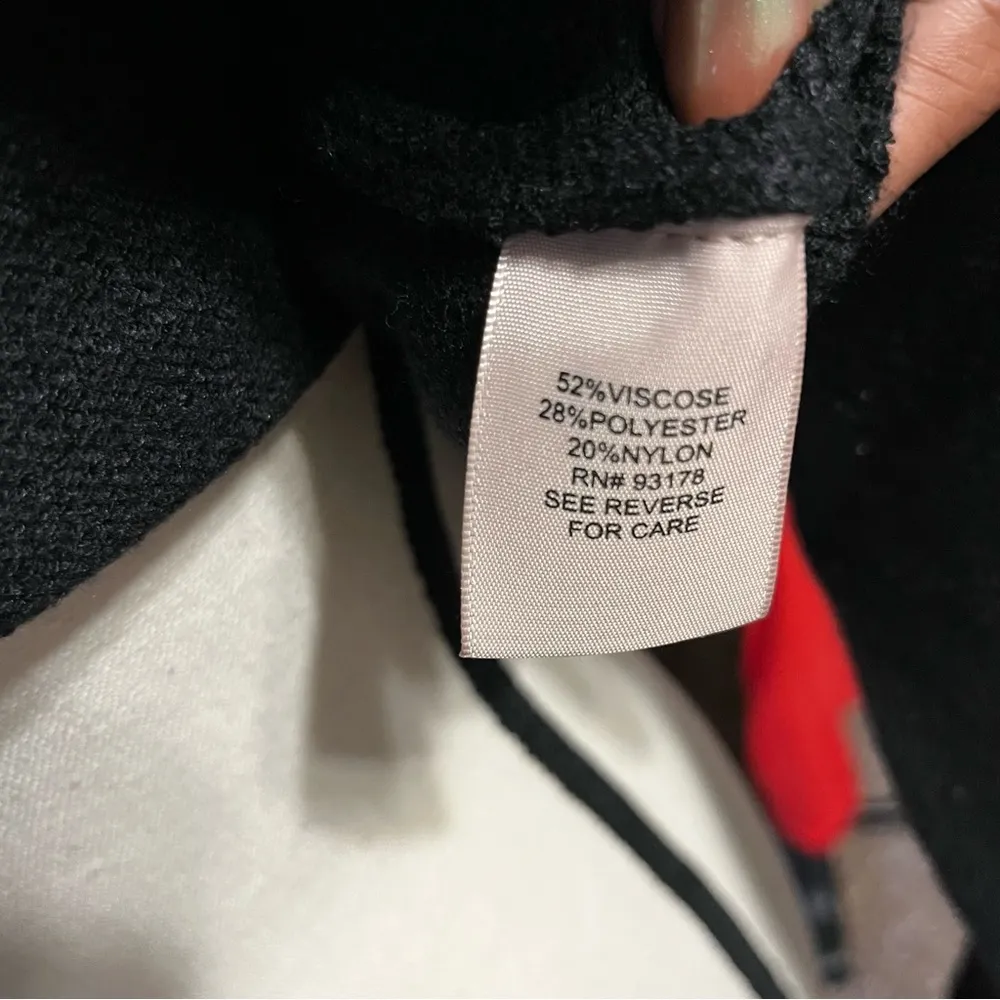 52%VISCOSE
28%POLYESTER
20%NYLON
RN# 93178
SEE REVERSE
FOR CARE